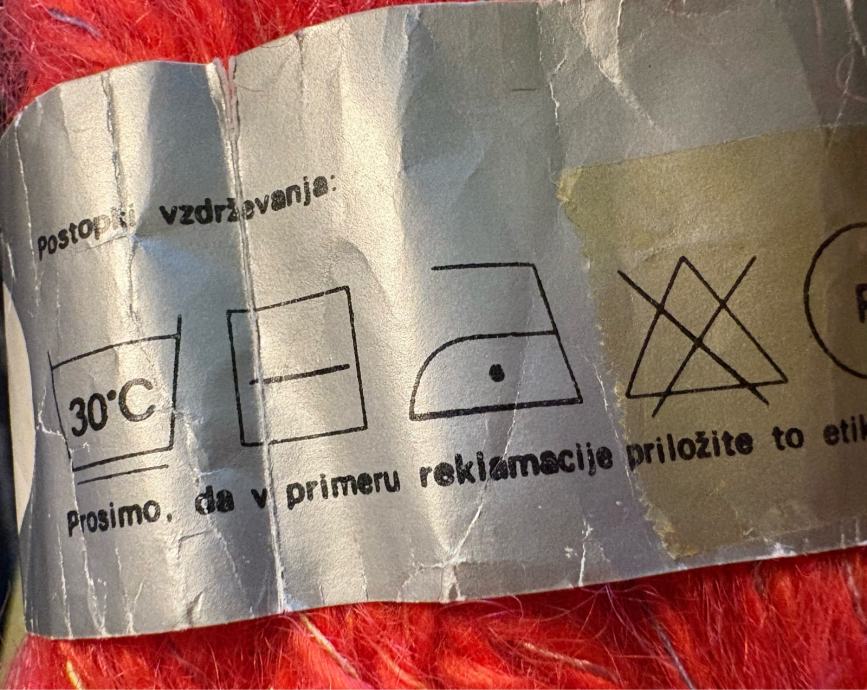 Postopki vzdrževanja:
30°C
Prosimo, da v primeru reklamacije priložite to